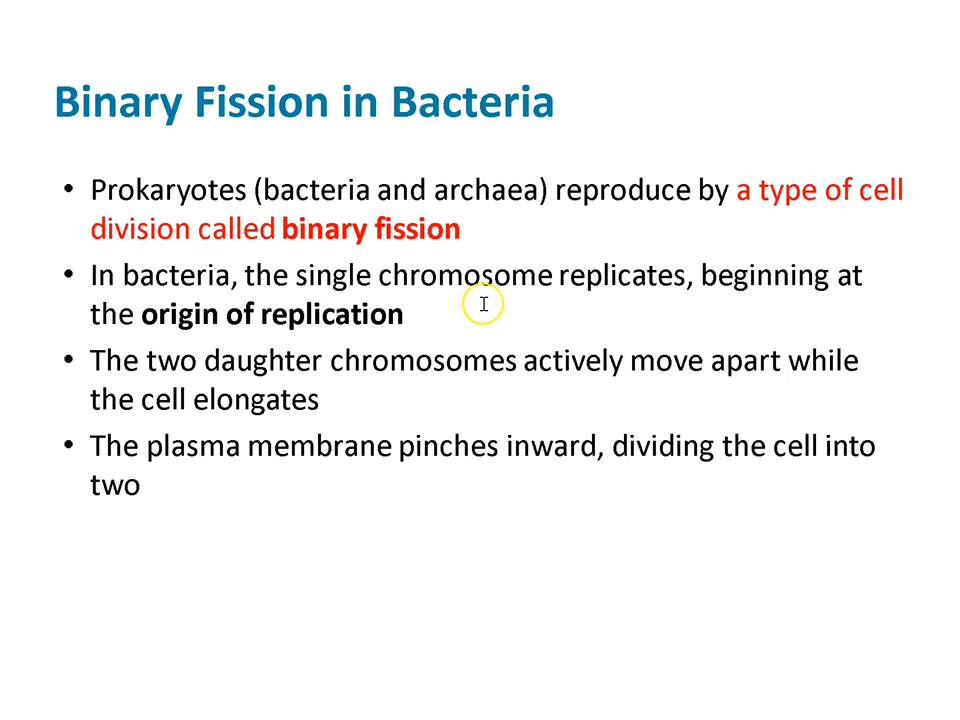 Binary Fission in Bacteria
• Prokaryotes (bacteria and archaea) reproduce by a type of cell
division called binary fission
• In bacteria, the single chromosome replicates, beginning at
the origin of replication
• The two daughter chromosomes actively move apart while
the cell elongates
• The plasma membrane pinches inward, dividing the cell into
two